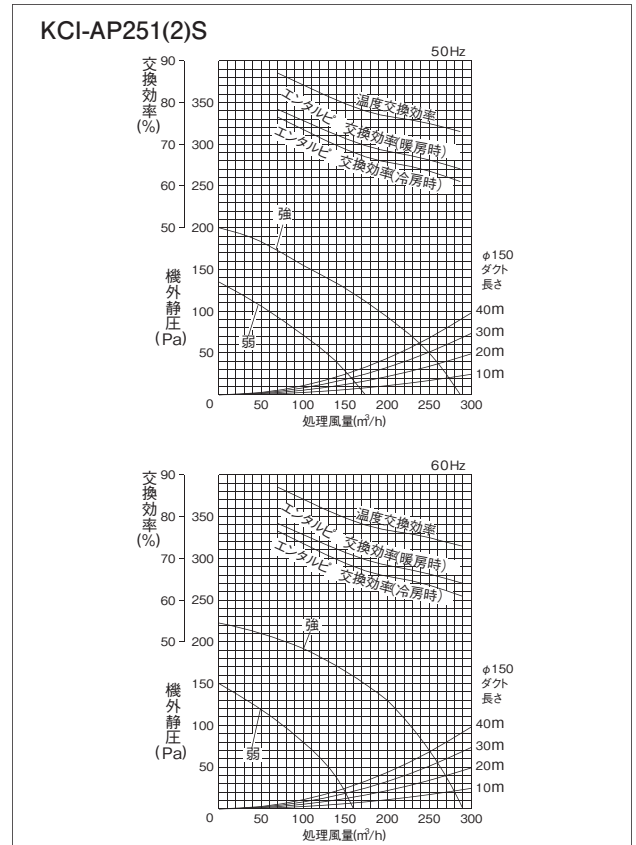 KCI-AP251(2)S
50Hz
交換効率(%)
90
80
70
60
50
機外静圧(Pa)
350
300
250
200
150
100
50
0
温度交換効率
エンタルピ 交換効率(暖房時)
エンタルピ 交換効率(冷房時)
強
弱
φ150
ダクト
長さ
40m
30m
20m
10m
50 100 150 200 250 300
処理風量(m³/h)
60Hz
交換効率(%)
90
80
70
60
50
機外静圧(Pa)
350
300
250
200
150
100
50
0
温度交換効率
エンタルピ 交換効率(暖房時)
エンタルピ 交換効率(冷房時)
強
弱
φ150
ダクト
長さ
40m
30m
20m
10m
50 100 150 200 250 300
処理風量(m³/h)